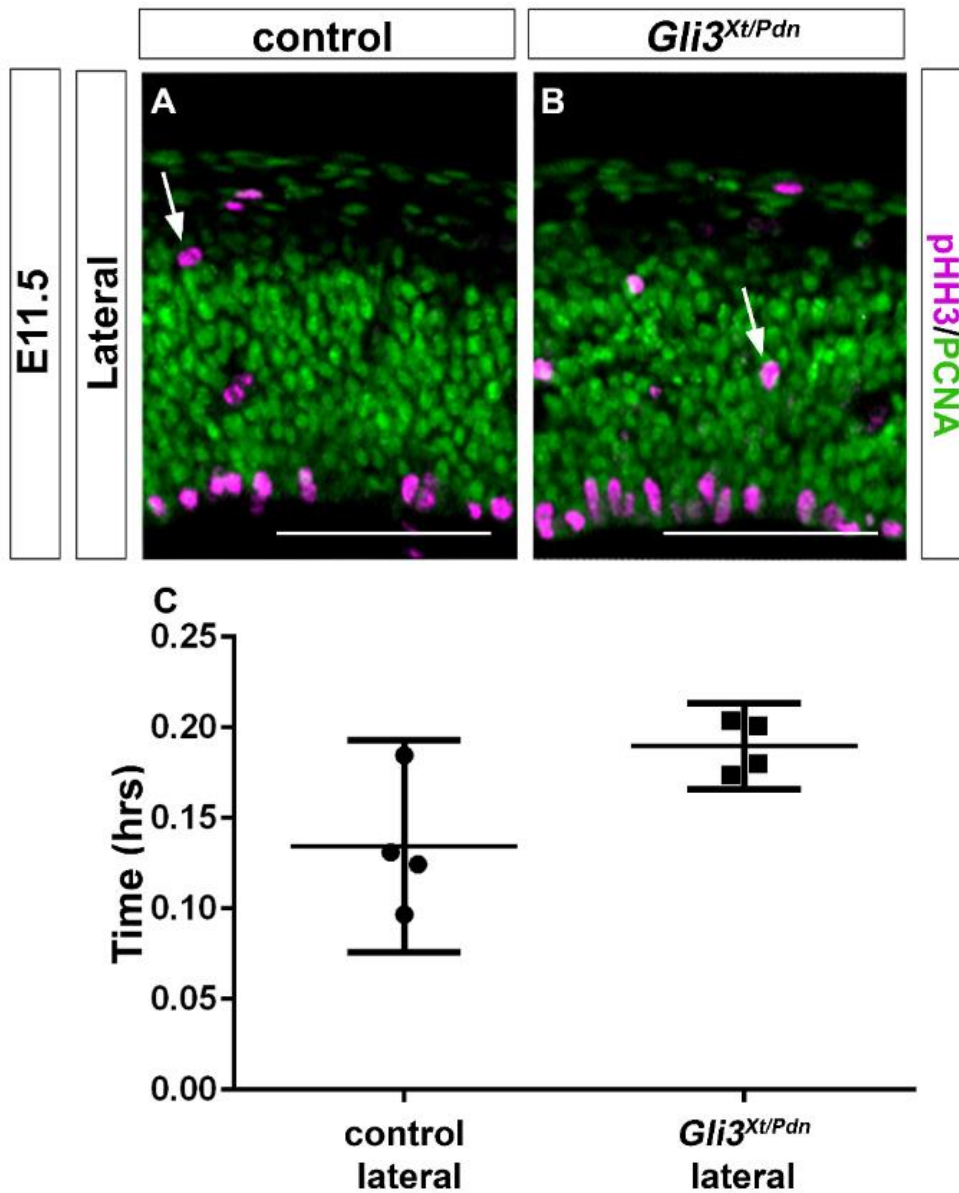 control
Gli3Xt/Pdn
E11.5
Lateral
A
B
pHH3/PCNA
C
0.25
0.20
0.15
0.10
0.05
0.00
Time (hrs)
control
lateral
Gli3Xt/Pdn
lateral